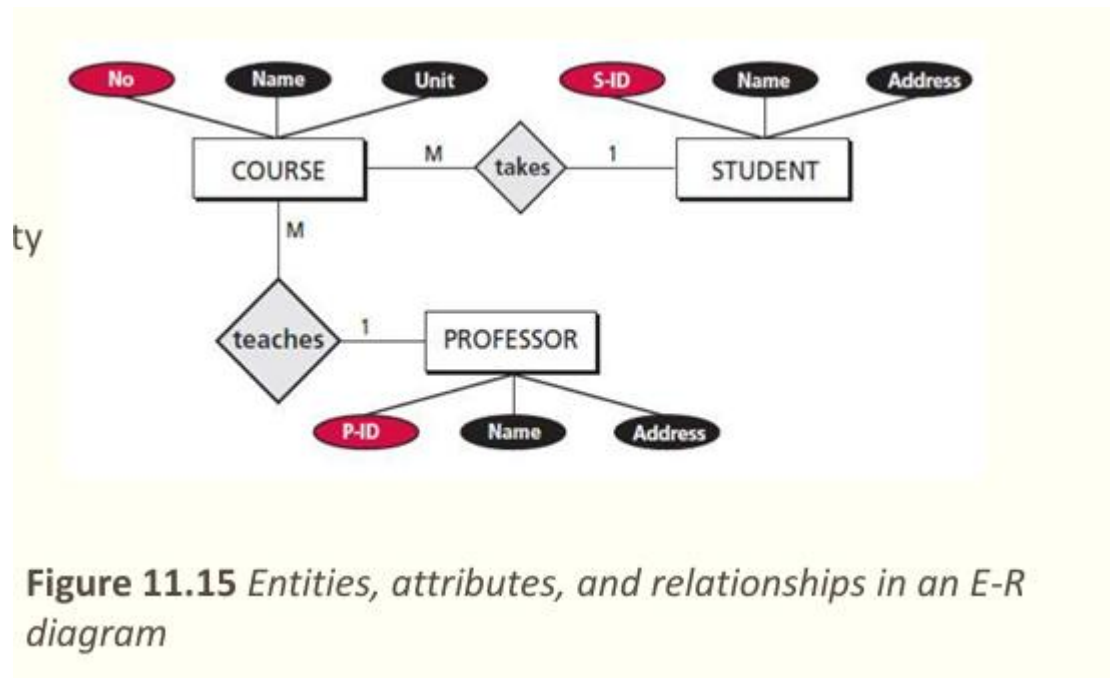 No Name Unit S-ID Name Address
COURSE M takes 1 STUDENT
M
ty
teaches 1 PROFESSOR
P-ID Name Address
Figure 11.15 Entities, attributes, and relationships in an E-R
diagram